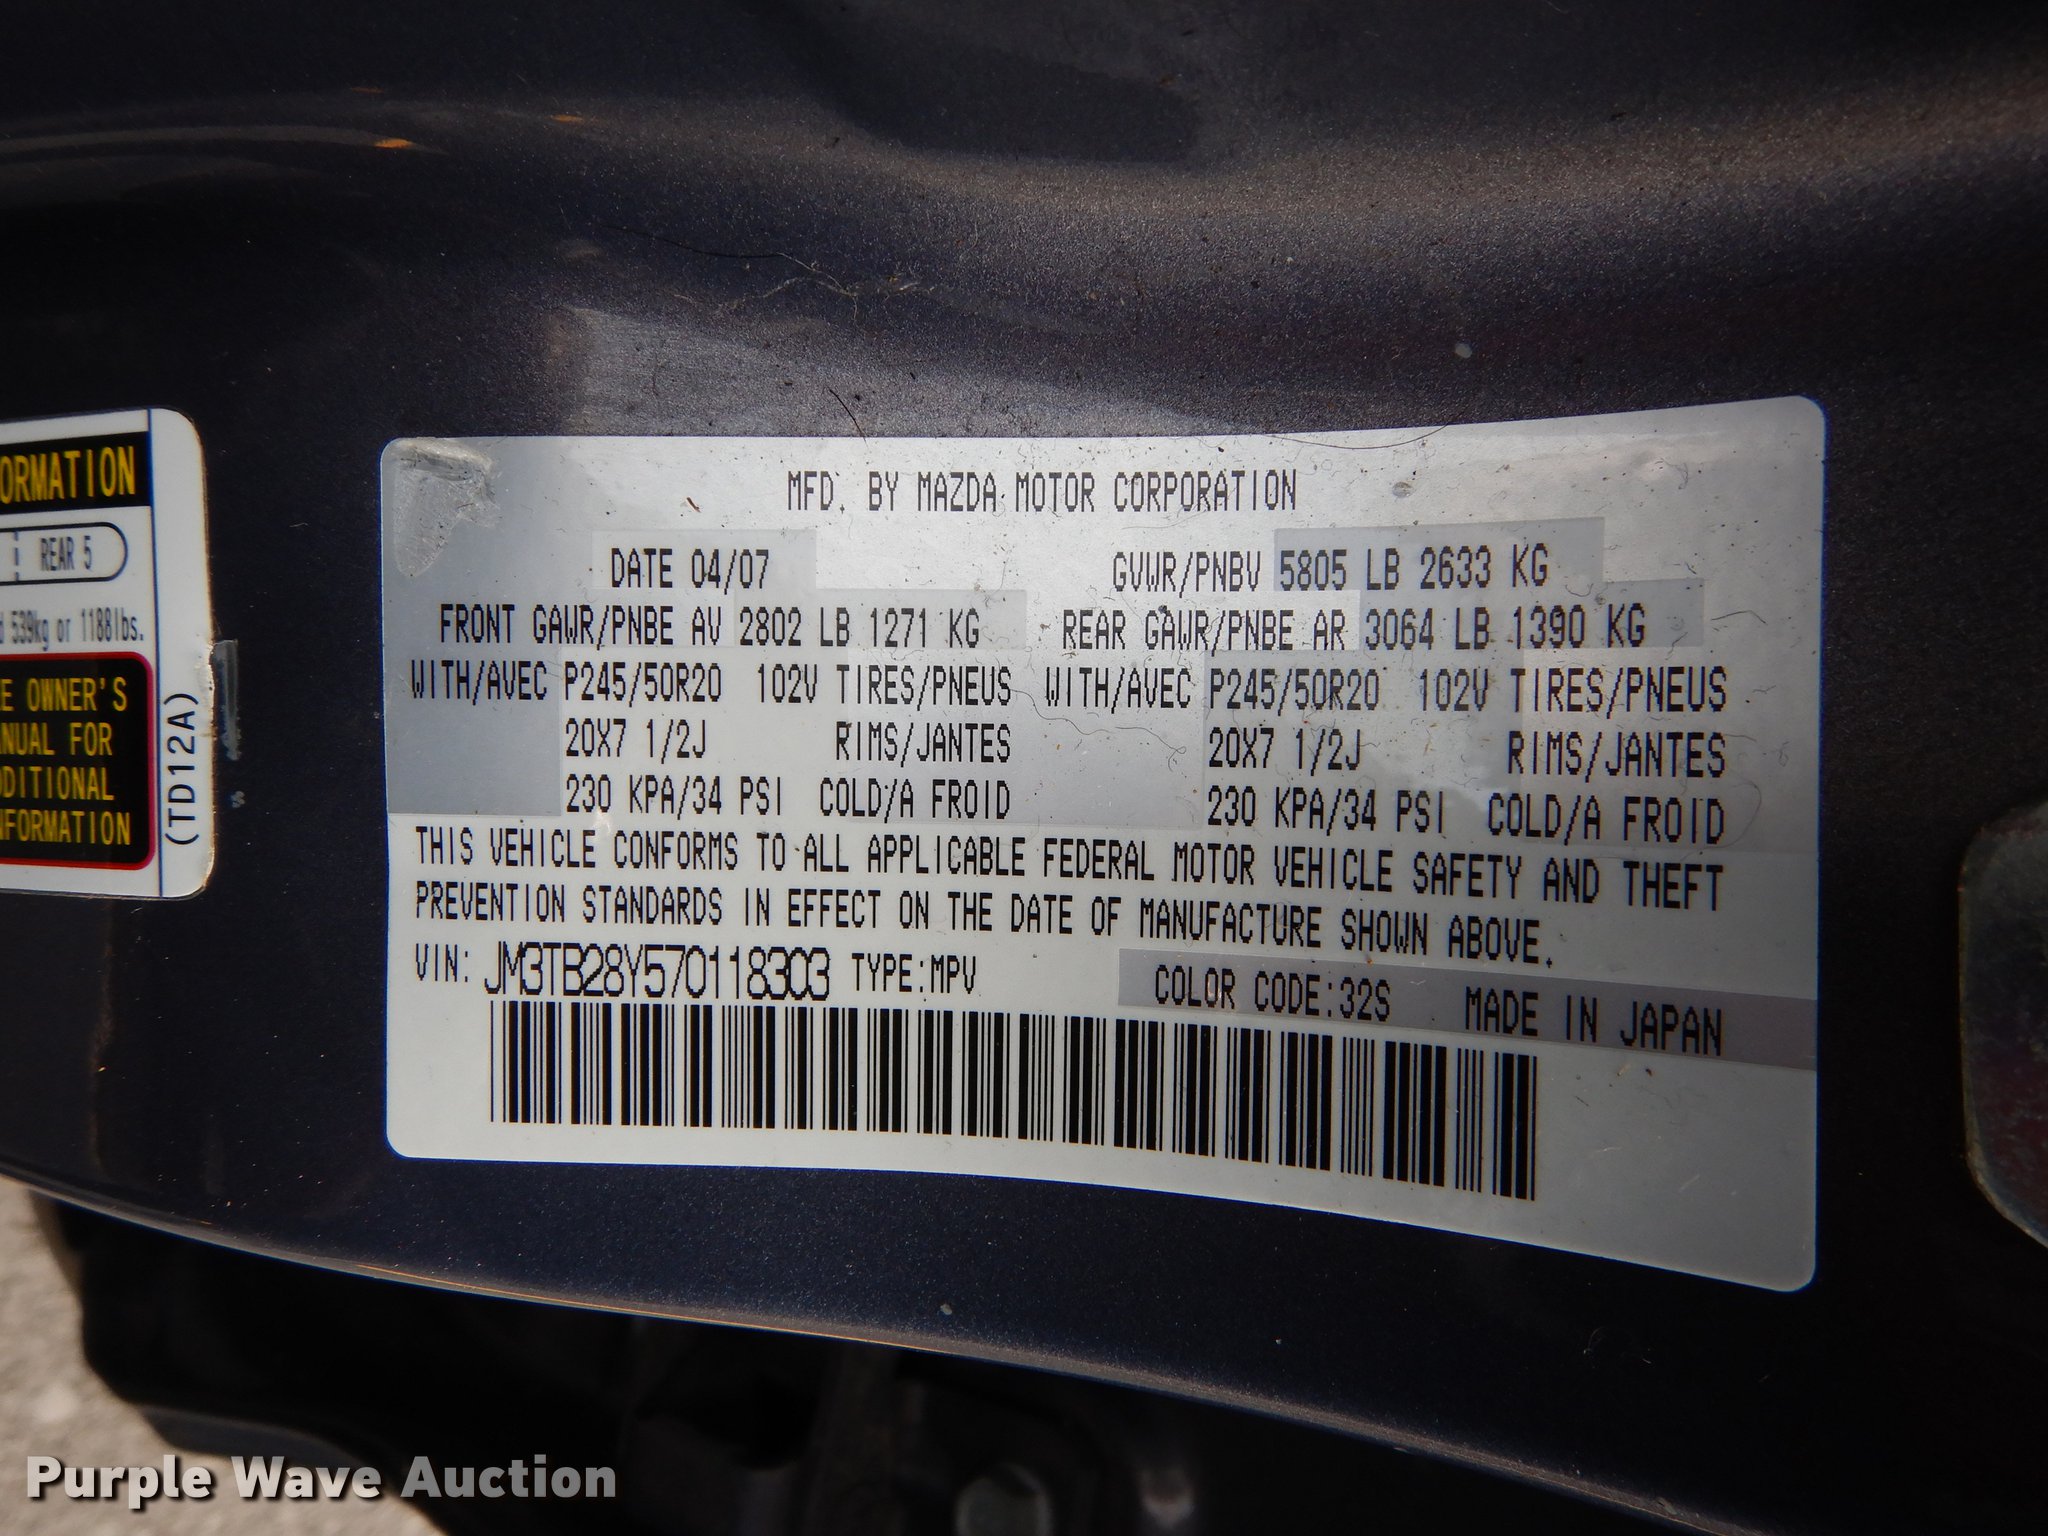 ORMATION
REAR 5
539kg or 1188lbs.
OWNER'S
FOR
(TD12A)
MFD. BY MAZDA MOTOR CORPORATION
DATE 04/07 GVWR/PNBV 5805 LB 2633 KG
FRONT GAWR/PNBE AV 2802 LB 1271 KG REAR GAWR/PNBE AR 3064 LB 1390 KG
WITH/AVEC P245/50R20 102V TIRES/PNEUS WITH/AVEC P245/50R20 102V TIRES/PNEUS
20X7 1/2J RIMS/JANTES 20X7 1/2J RIMS/JANTES
230 KPA/34 PSI COLD/A FROID 230 KPA/34 PSI COLD/A FROID
THIS VEHICLE CONFORMS TO ALL APPLICABLE FEDERAL MOTOR VEHICLE SAFETY AND THEFT
PREVENTION STANDARDS IN EFFECT ON THE DATE OF MANUFACTURE SHOWN ABOVE.
VIN: JM3TB28Y570118303 TYPE:MPV COLOR CODE:32S MADE IN JAPAN
Purple Wave Auction